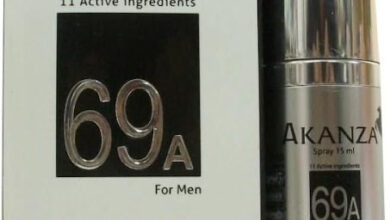 11 Active Ingredients
69A
For Men
AKANZA
Spray 15 ml
11 Active ingredients
69A